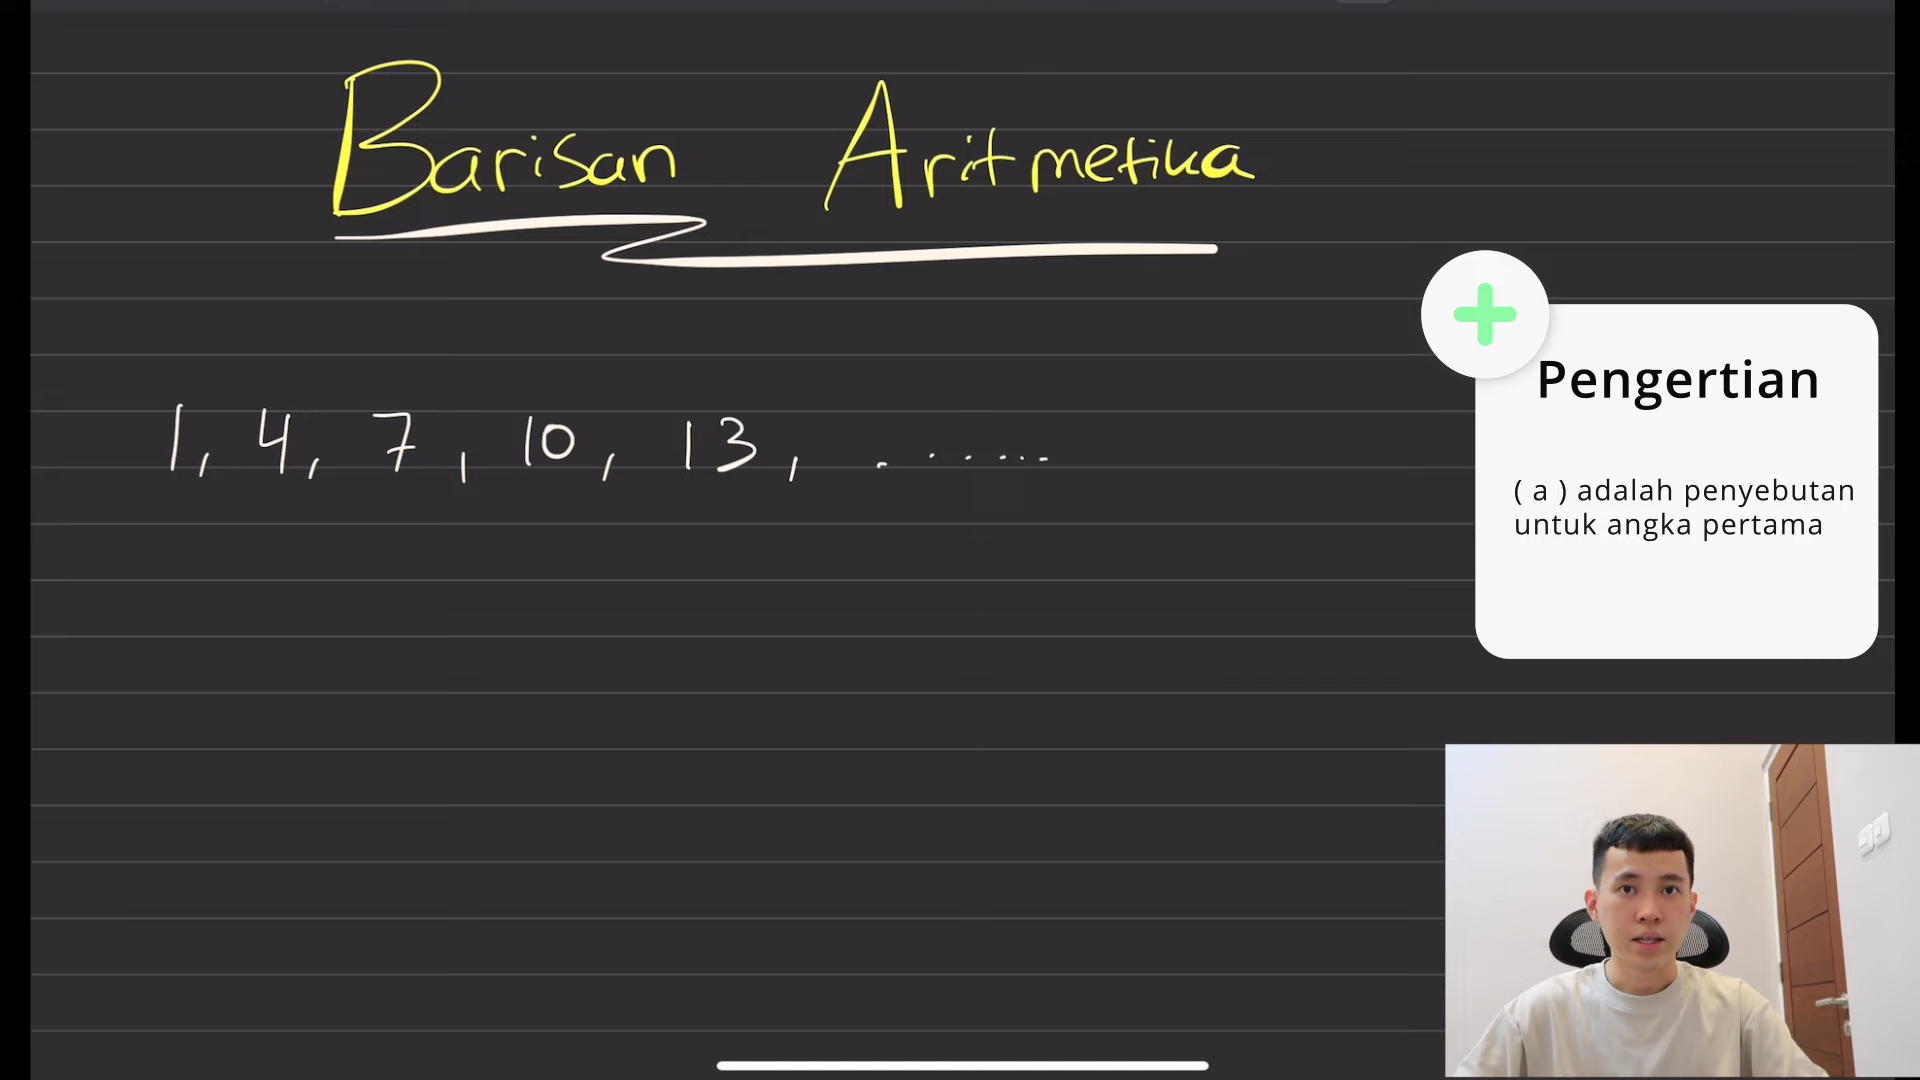 Barisan Aritmetika
1, 4, 7, 10, 13, .......
Pengertian
( a ) adalah penyebutan
untuk angka pertama